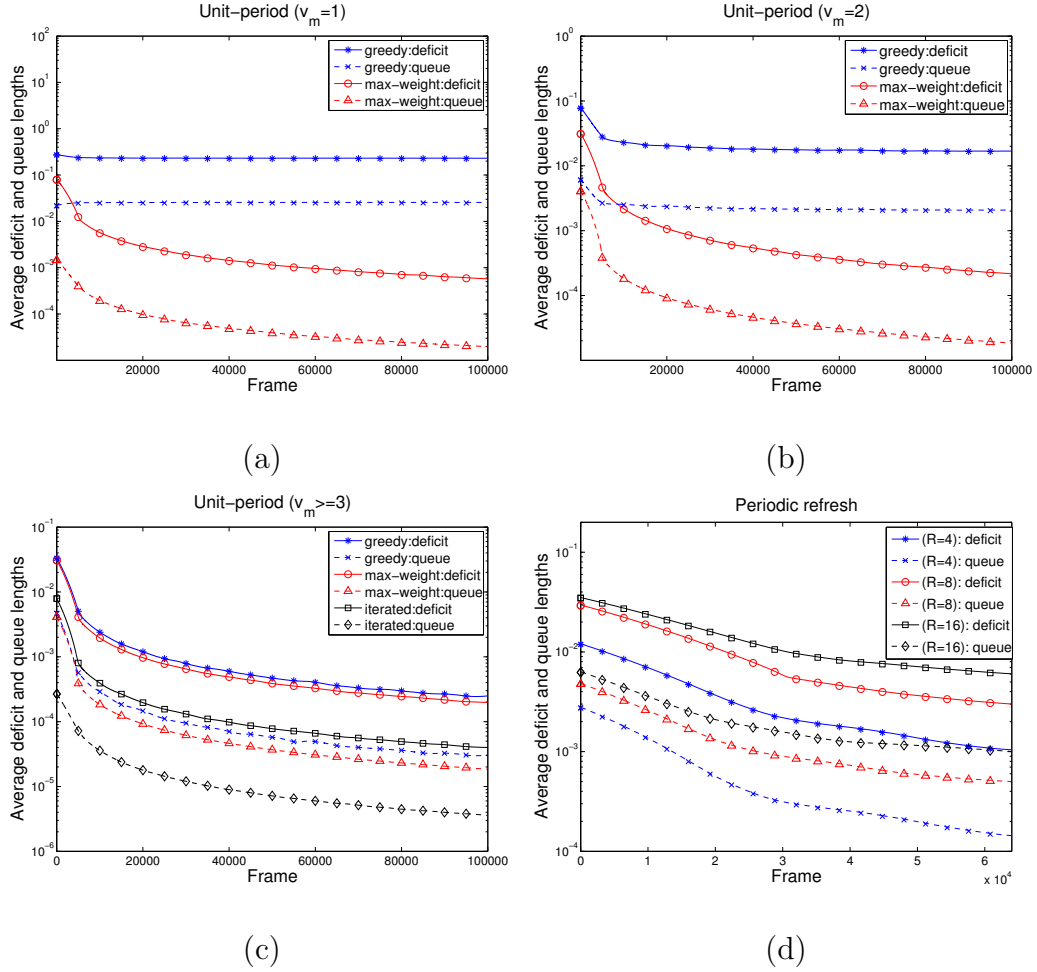 Unit−period (v_m=1)
Average deficit and queue lengths
10^2
10^1
10^0
10^−1
10^−2
10^−3
10^−4
greedy:deficit
greedy:queue
max−weight:deficit
max−weight:queue
20000 40000 60000 80000 100000
Frame
(a)
Unit−period (v_m=2)
Average deficit and queue lengths
10^0
10^−1
10^−2
10^−3
10^−4
greedy:deficit
greedy:queue
max−weight:deficit
max−weight:queue
20000 40000 60000 80000 100000
Frame
(b)
Unit−period (v_m>=3)
Average deficit and queue lengths
10^−1
10^−2
10^−3
10^−4
10^−5
10^−6
greedy:deficit
greedy:queue
max−weight:deficit
max−weight:queue
iterated:deficit
iterated:queue
0 20000 40000 60000 80000 100000
Frame
(c)
Periodic refresh
Average deficit and queue lengths
10^−1
10^−2
10^−3
10^−4
(R=4): deficit
(R=4): queue
(R=8): deficit
(R=8): queue
(R=16): deficit
(R=16): queue
0 1 2 3 4 5 6
x 10^4
Frame
(d)